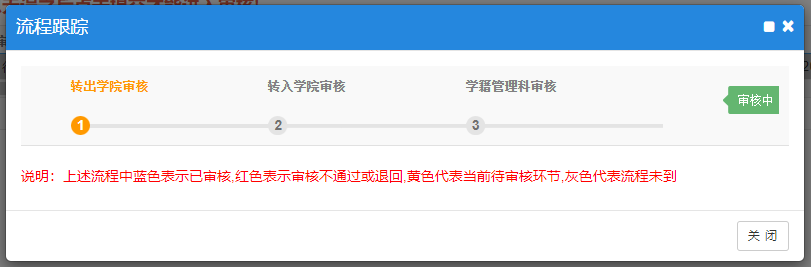 流程跟踪
转出学院审核
转入学院审核
学籍管理科审核
审核中
1
2
3
说明：上述流程中蓝色表示已审核,红色表示审核不通过或退回,黄色代表当前待审核环节,灰色代表流程未到
关 闭